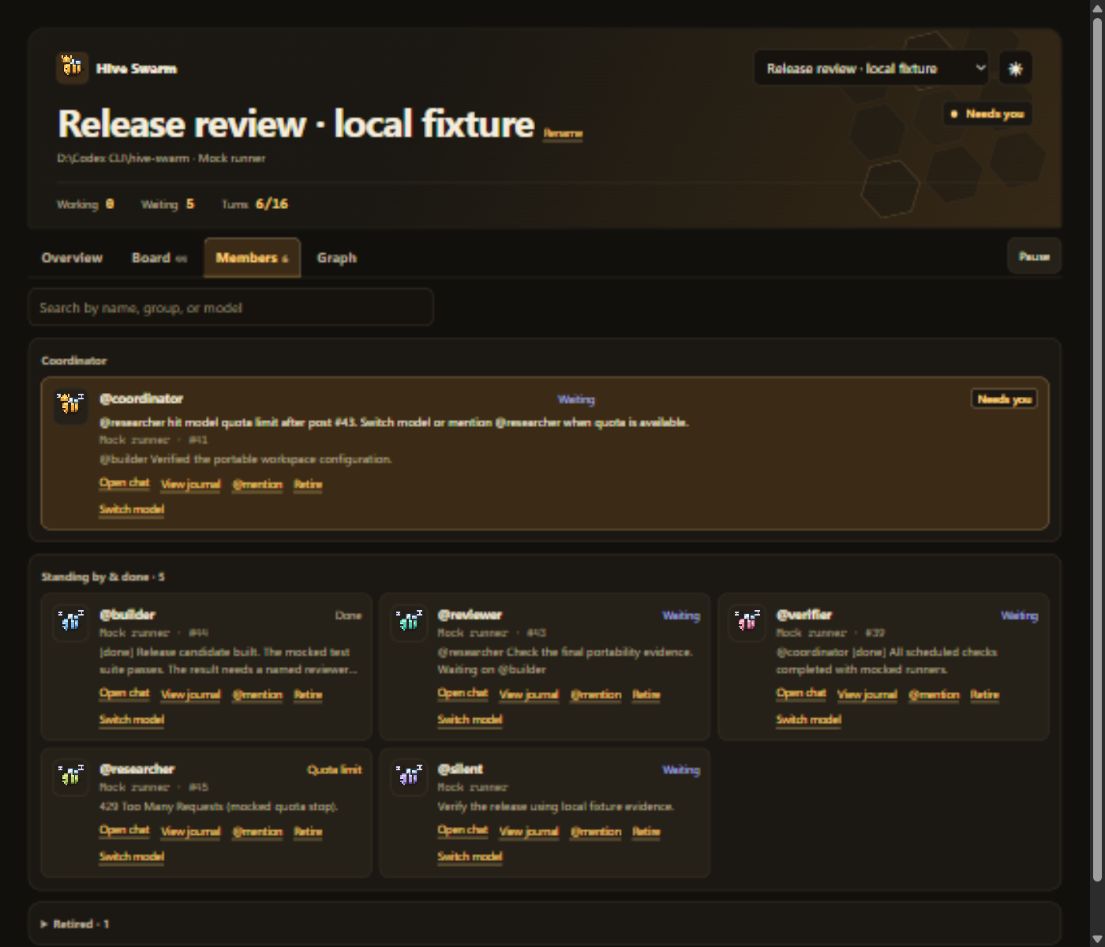 Hive Swarm
Release review · local fixture
Release review · local fixture Rename
Needs you
D:\Codex CLI\hive-swarm · Mock runner
Working 0 Waiting 5 Turns 6/16
Overview Board Members 6 Graph
Pause
Search by name, group, or model
Coordinator
@coordinator Waiting Needs you
@researcher hit model quota limit after post #43. Switch model or mention @researcher when quota is available.
Mock runner · #41
@builder Verified the portable workspace configuration.
Open chat View journal @mention Retire
Switch model
Standing by & done · 5
@builder Done
Mock runner · #44
[done] Release candidate built. The mocked test
suite passes. The result needs a named reviewer...
Open chat View journal @mention Retire
Switch model
@reviewer Waiting
Mock runner · #43
@researcher Check the final portability evidence.
Waiting on @builder
Open chat View journal @mention Retire
Switch model
@verifier Waiting
Mock runner · #39
@coordinator [done] All scheduled checks
completed with mocked runners.
Open chat View journal @mention Retire
Switch model
@researcher Quota limit
Mock runner · #45
429 Too Many Requests (mocked quota stop).
Open chat View journal @mention Retire
Switch model
@silent Waiting
Mock runner
Verify the release using local fixture evidence.
Open chat View journal @mention Retire
Switch model
Retired · 1